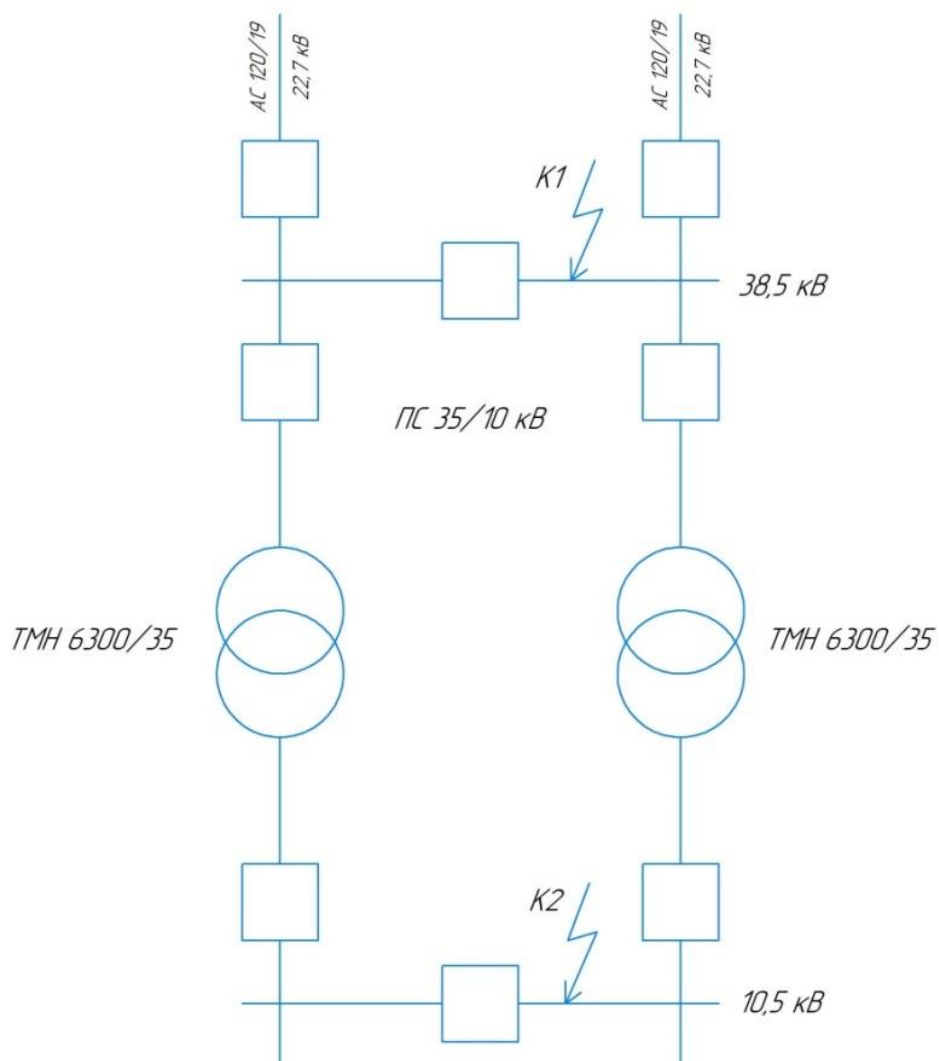 АС 120/19
22,7 кВ
АС 120/19
22,7 кВ
К1
38,5 кВ
ПС 35/10 кВ
ТМН 6300/35
ТМН 6300/35
К2
10,5 кВ